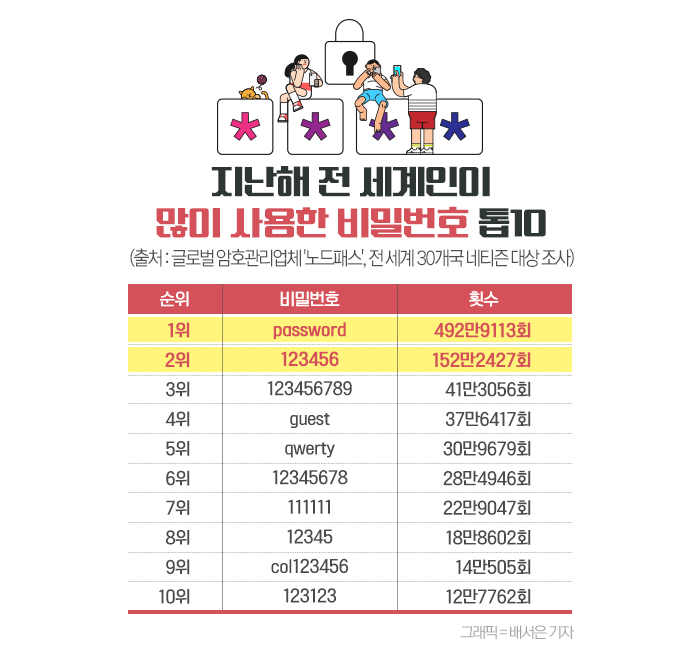 지난해 전 세계인이
많이 사용한 비밀번호 톱10
(출처 : 글로벌 암호관리업체 '노드패스', 전 세계 30개국 네티즌 대상 조사)
순위 비밀번호 횟수
1위 password 492만9113회
2위 123456 152만2427회
3위 123456789 41만3056회
4위 guest 37만6417회
5위 qwerty 30만9679회
6위 12345678 28만4946회
7위 111111 22만9047회
8위 12345 18만8602회
9위 col123456 14만505회
10위 123123 12만7762회
그래픽 = 배서은 기자